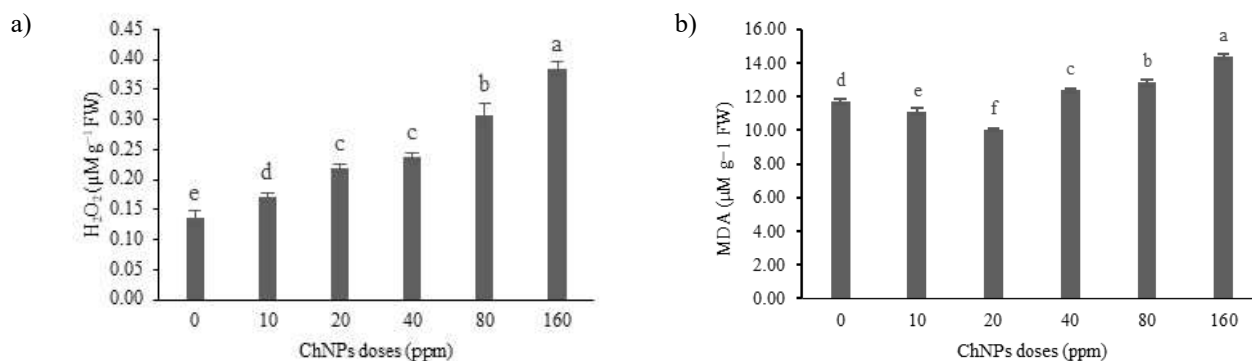 a)
H₂O₂ (µM g⁻¹ FW)
0.45
0.40
0.35
0.30
0.25
0.20
0.15
0.10
0.05
0.00
e
d
c
c
b
a
0 10 20 40 80 160
ChNPs doses (ppm)
b)
MDA (µM g–1 FW)
16.00
14.00
12.00
10.00
8.00
6.00
4.00
2.00
0.00
d
e
f
c
b
a
0 10 20 40 80 160
ChNPs doses (ppm)